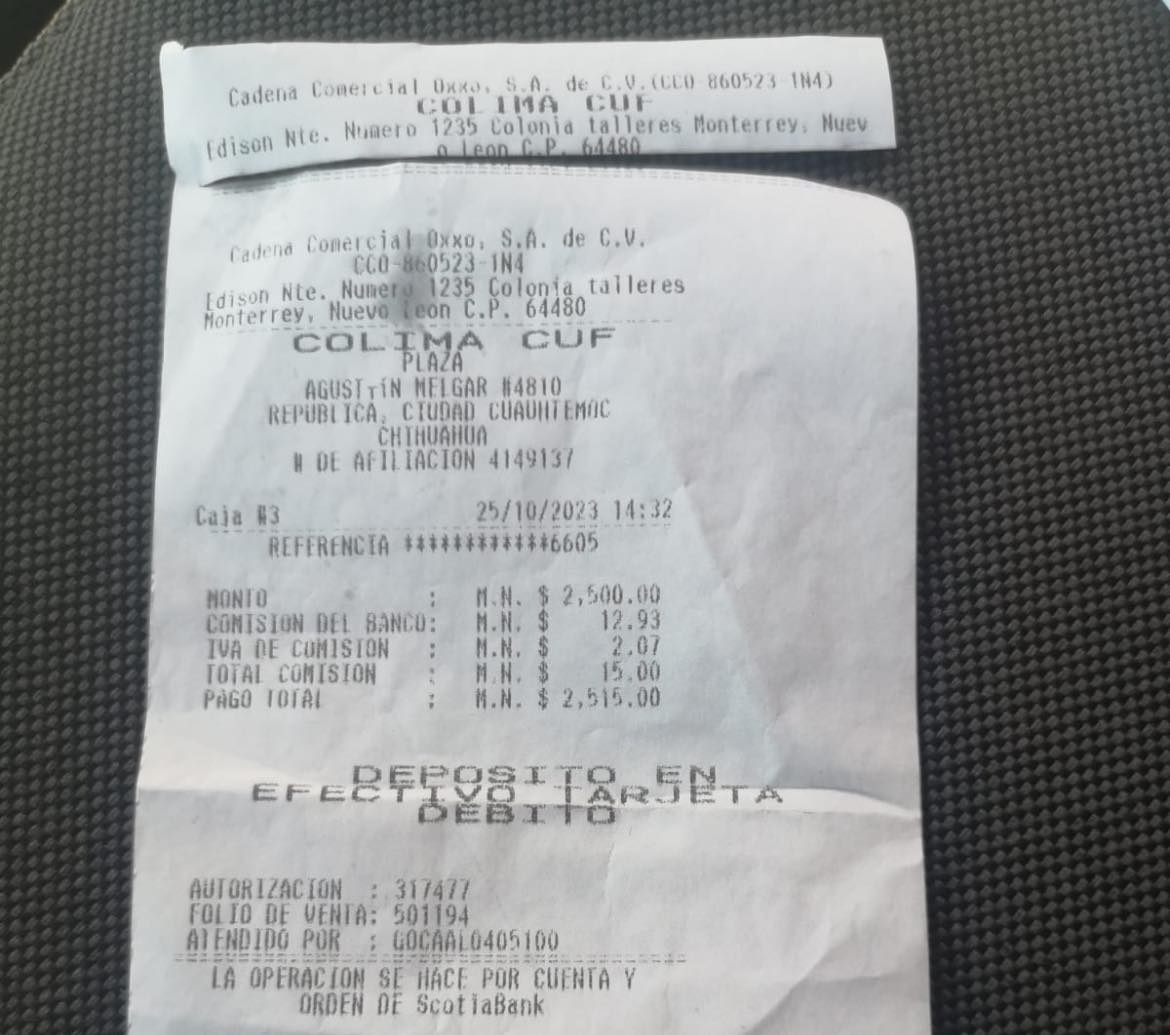 Cadena Comercial Oxxo, S.A. de C.V.(CCO 860523-1N4)
COLIMA CUF
Edison Nte. Numero 1235 Colonia talleres Monterrey, Nuev
o Leon C.P. 64480
Cadena Comercial Oxxo, S.A. de C.V.
CCO-860523-1N4
Edison Nte. Numero 1235 Colonia talleres
Monterrey, Nuevo Leon C.P. 64480
COLIMA CUF
PLAZA
AGUSTíN MELGAR #4810
REPUBLICA, CIUDAD CUAUHTEMOC
CHIHUAHUA
# DE AFILIACION 4149137
Caja #3 25/10/2023 14:32
REFERENCIA ************6605
MONTO : M.N. $ 2,500.00
COMISION DEL BANCO: M.N. $ 12.93
IVA DE COMISION : M.N. $ 2.07
TOTAL COMISION : M.N. $ 15.00
PAGO TOTAL : M.N. $ 2,515.00
DEPOSITO EN
EFECTIVO TARJETA
DEBITO
AUTORIZACION : 317477
FOLIO DE VENTA: 501194
ATENDIDO POR : GOCAAL0405100
LA OPERACION SE HACE POR CUENTA Y
ORDEN DE ScotiaBank